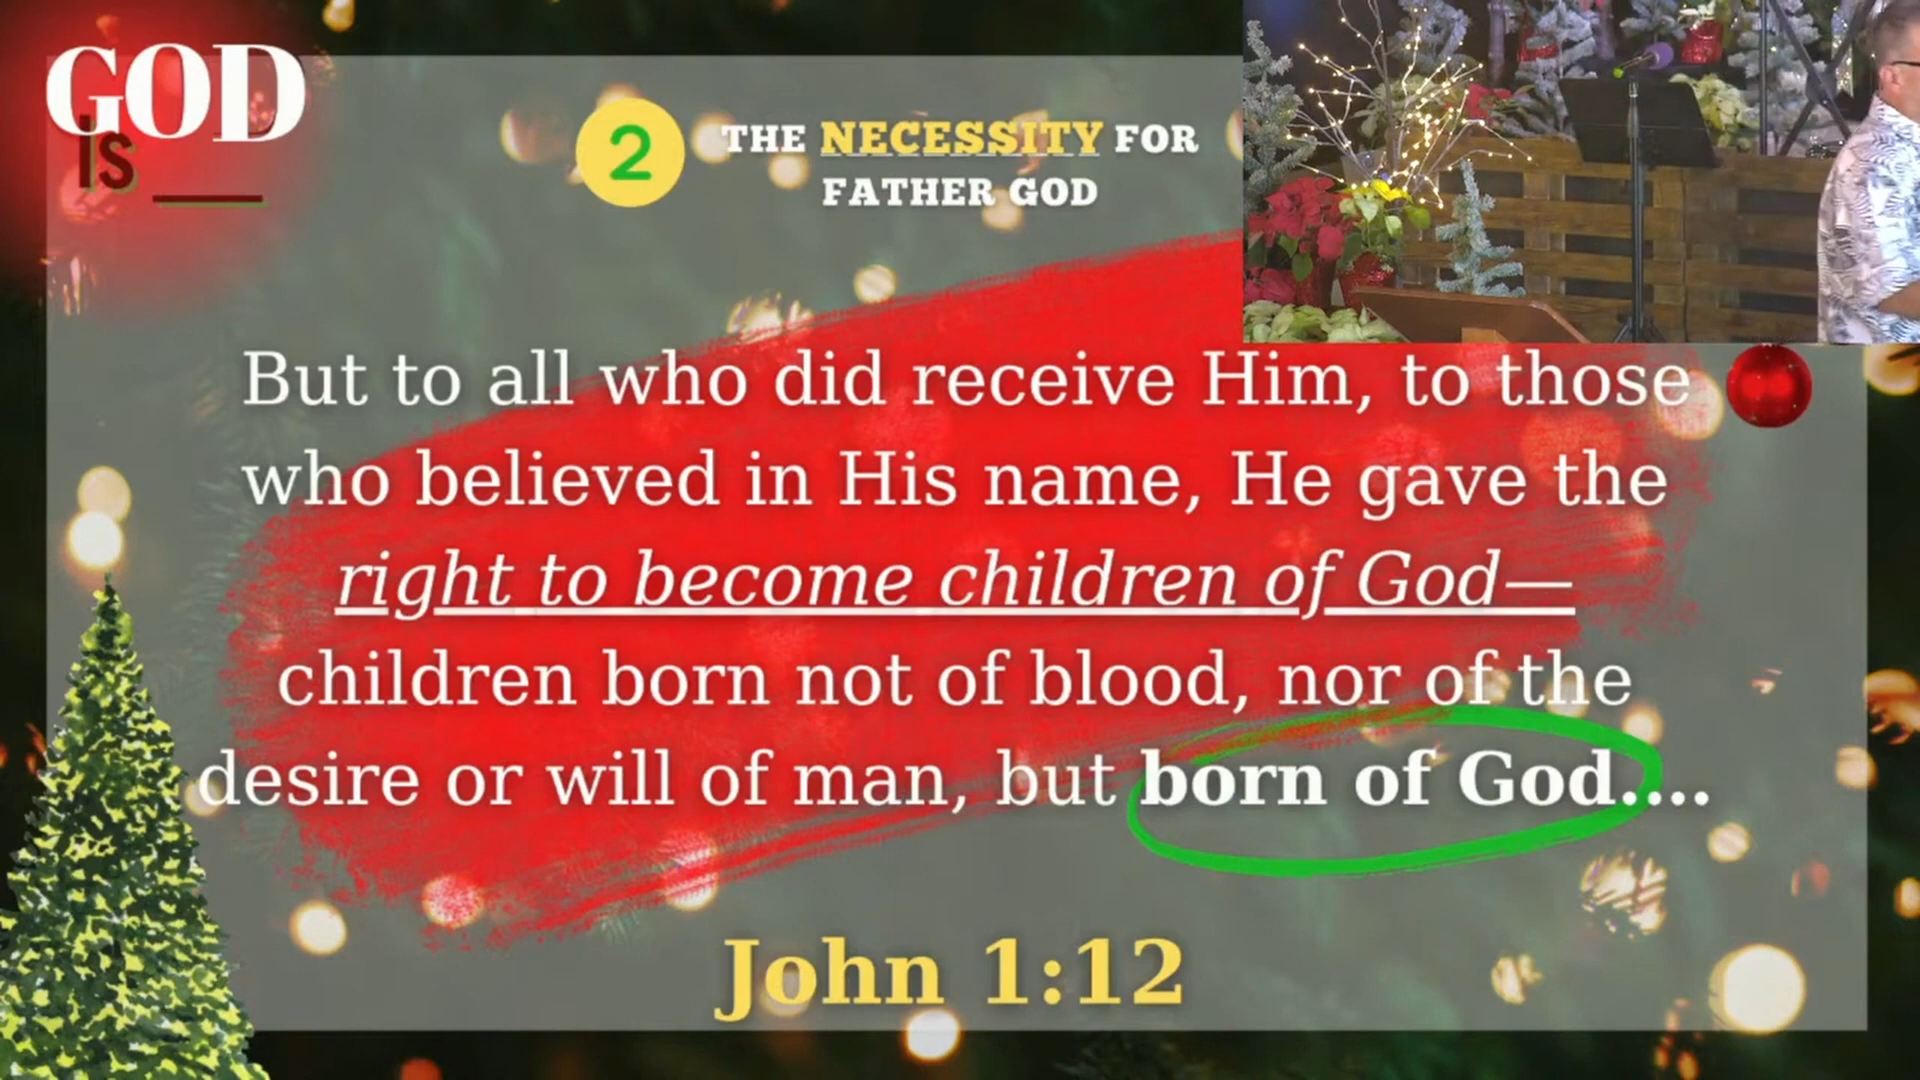 GOD
Is ___
2
THE NECESSITY FOR
FATHER GOD
But to all who did receive Him, to those
who believed in His name, He gave the
right to become children of God—
children born not of blood, nor of the
desire or will of man, but born of God....
John 1:12